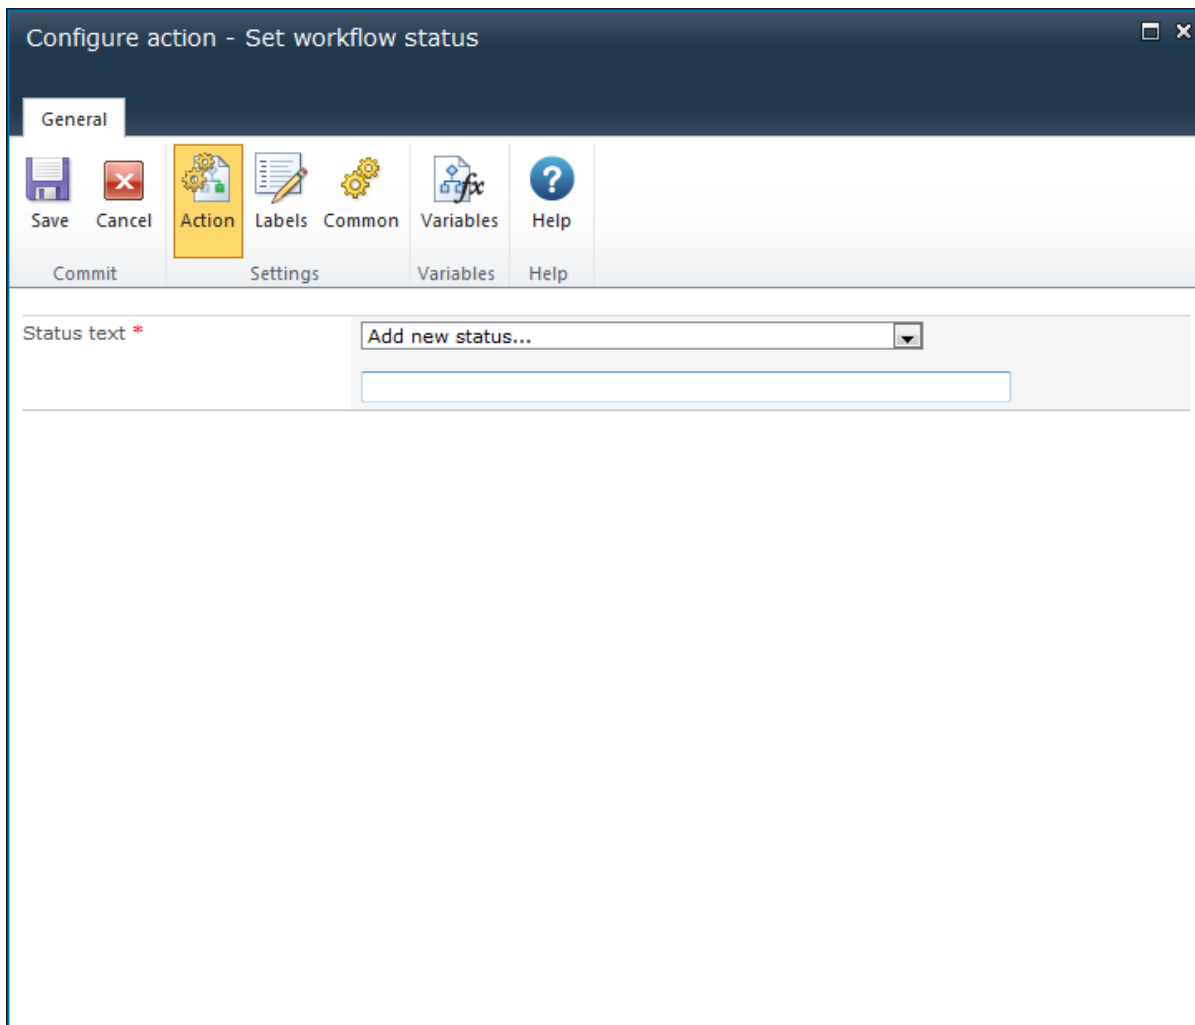 Configure action - Set workflow status
General
Save Cancel Action Labels Common Variables Help
Commit Settings Variables Help
Status text *
Add new status...